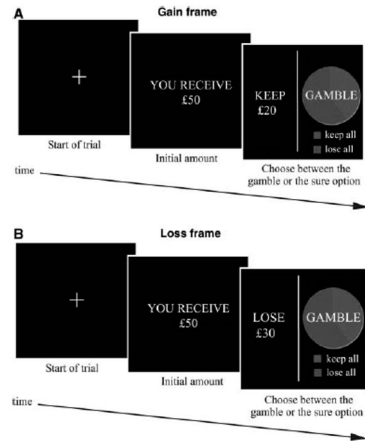 A
Gain frame
YOU RECEIVE
£50
KEEP
£20
GAMBLE
keep all
lose all
Start of trial
Initial amount
Choose between the
gamble or the sure option
time
B
Loss frame
YOU RECEIVE
£50
LOSE
£30
GAMBLE
keep all
lose all
Start of trial
Initial amount
Choose between the
gamble or the sure option
time